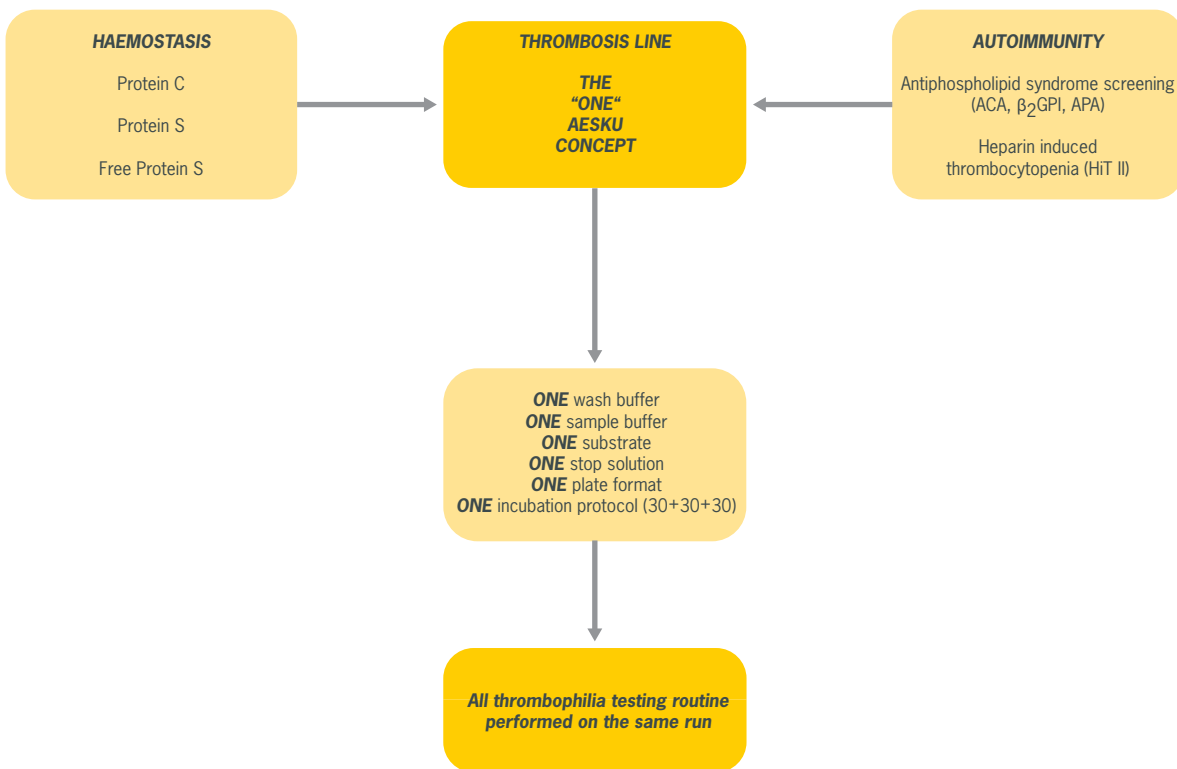 HAEMOSTASIS
Protein C
Protein S
Free Protein S
THROMBOSIS LINE
THE
"ONE"
AESKU
CONCEPT
AUTOIMMUNITY
Antiphospholipid syndrome screening
(ACA, β₂GPI, APA)
Heparin induced
thrombocytopenia (HiT II)
ONE wash buffer
ONE sample buffer
ONE substrate
ONE stop solution
ONE plate format
ONE incubation protocol (30+30+30)
All thrombophilia testing routine
performed on the same run